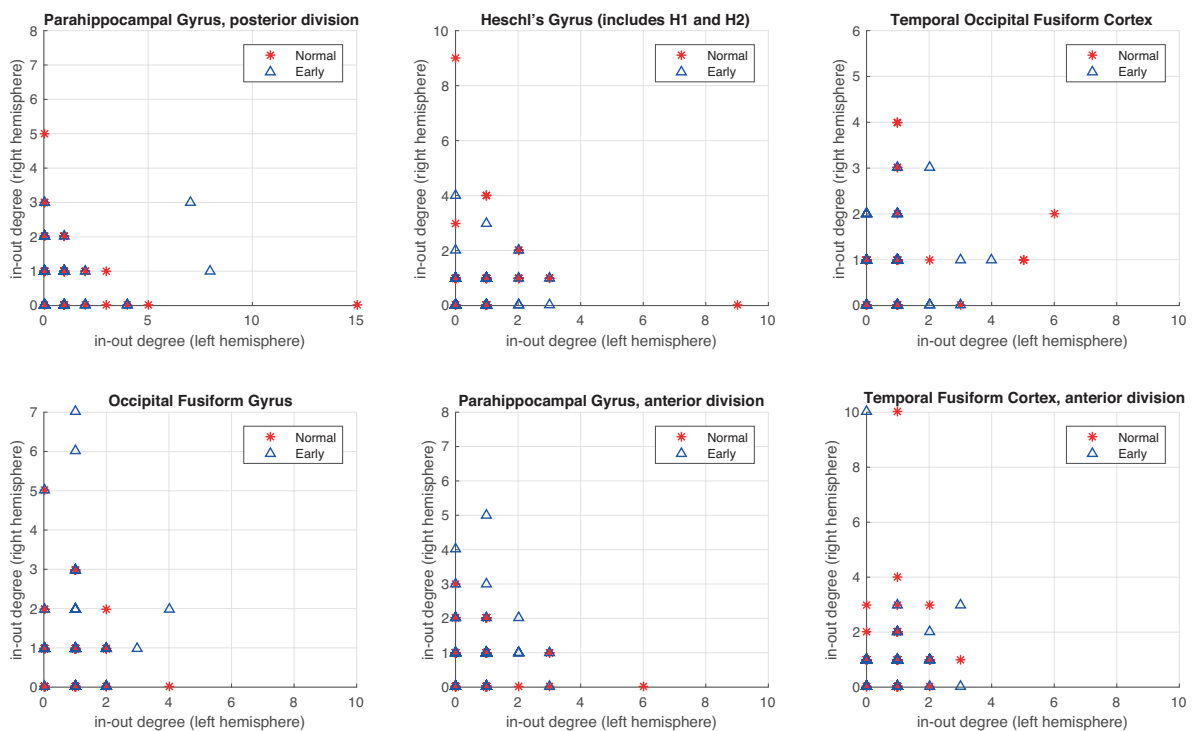 Parahippocampal Gyrus, posterior division
8
7
6
5
4
3
2
1
0
in-out degree (right hemisphere)
Normal
Early
0 5 10 15
in-out degree (left hemisphere)
Heschl's Gyrus (includes H1 and H2)
10
8
6
4
2
0
in-out degree (right hemisphere)
Normal
Early
0 2 4 6 8 10
in-out degree (left hemisphere)
Temporal Occipital Fusiform Cortex
6
5
4
3
2
1
0
in-out degree (right hemisphere)
Normal
Early
0 2 4 6 8 10
in-out degree (left hemisphere)
Occipital Fusiform Gyrus
7
6
5
4
3
2
1
0
in-out degree (right hemisphere)
Normal
Early
0 2 4 6 8 10
in-out degree (left hemisphere)
Parahippocampal Gyrus, anterior division
8
7
6
5
4
3
2
1
0
in-out degree (right hemisphere)
Normal
Early
0 2 4 6 8 10
in-out degree (left hemisphere)
Temporal Fusiform Cortex, anterior division
10
8
6
4
2
0
in-out degree (right hemisphere)
Normal
Early
0 2 4 6 8 10
in-out degree (left hemisphere)